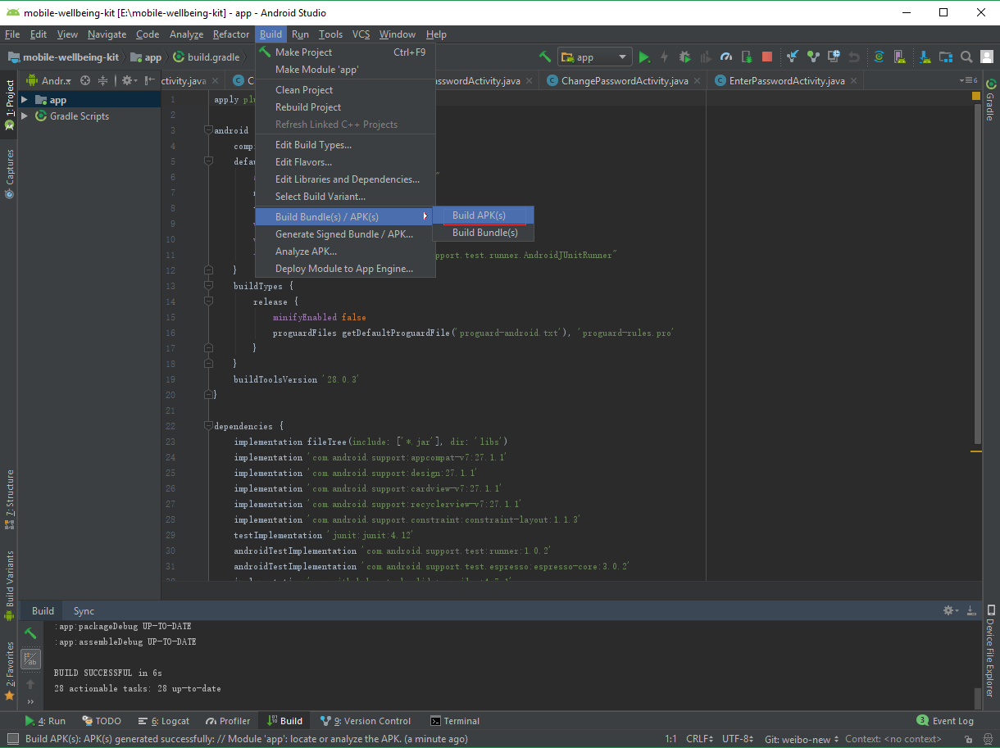 mobile-wellbeing-kit [E:\mobile-wellbeing-kit] - app - Android Studio
File Edit View Navigate Code Analyze Refactor Build Run Tools VCS Window Help
mobile-wellbeing-kit app build.gradle
app
Make Project Ctrl+F9
Make Module 'app'
Clean Project
Rebuild Project
Refresh Linked C++ Projects
Edit Build Types...
Edit Flavors...
Edit Libraries and Dependencies...
Select Build Variant...
Build Bundle(s) / APK(s)
Generate Signed Bundle / APK...
Analyze APK...
Deploy Module to App Engine...
Build APK(s)
Build Bundle(s)
Andr...
ctivity.java C sswordActivity.java C ChangePasswordActivity.java C EnterPasswordActivity.java 6
1: Project
Captures
7: Structure
Build Variants
2: Favorites
Gradle
Device File Explorer
app
Gradle Scripts
1 apply plu
2
3 android
4 comp
5 defau
6 "
7
8
9
10
11 pport.test.runner.AndroidJUnitRunner"
12 }
13 buildTypes {
14 release {
15 minifyEnabled false
16 proguardFiles getDefaultProguardFile('proguard-android.txt'), 'proguard-rules.pro'
17 }
18 }
19 buildToolsVersion '28.0.3'
20 }
21
22 dependencies {
23 implementation fileTree(include: ['*.jar'], dir: 'libs')
24 implementation 'com.android.support:appcompat-v7:27.1.1'
25 implementation 'com.android.support:design:27.1.1'
26 implementation 'com.android.support:cardview-v7:27.1.1'
27 implementation 'com.android.support:recyclerview-v7:27.1.1'
28 implementation 'com.android.support.constraint:constraint-layout:1.1.3'
29 testImplementation 'junit:junit:4.12'
30 androidTestImplementation 'com.android.support.test:runner:1.0.2'
31 androidTestImplementation 'com.android.support.test.espresso:espresso-core:3.0.2'
Build Sync
:app:packageDebug UP-TO-DATE
:app:assembleDebug UP-TO-DATE
BUILD SUCCESSFUL in 6s
28 actionable tasks: 28 up-to-date
4: Run TODO 6: Logcat Profiler Build 9: Version Control Terminal 3 Event Log
Build APK(s): APK(s) generated successfully: // Module 'app': locate or analyze the APK. (a minute ago) 1:1 CRLF UTF-8 Git: weibo-new Context: <no context>